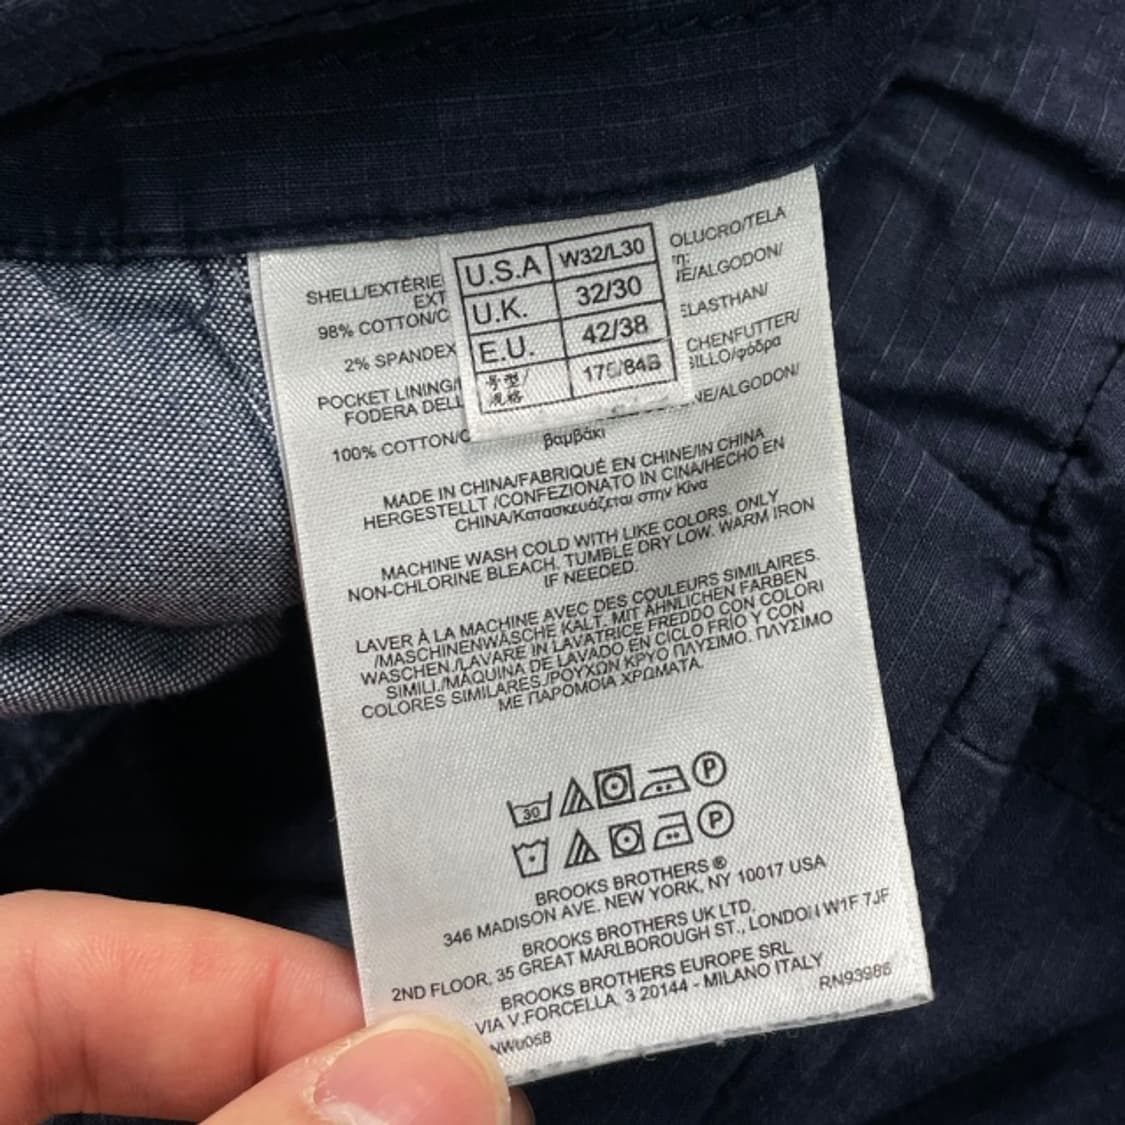 U.S.A W32/L30
U.K. 32/30
E.U. 42/38
号型/规格 175/84B
SHELL/EXTÉRIE OLUCRO/TELA
EXT
98% COTTON/C E/ALGODON/
2% SPANDEX ELASTHAN/
POCKET LINING/ CHENFUTTER/
FODERA DELL SILLO/φόδρα
100% COTTON/C NE/ALGODON/
βαμβάκι
MADE IN CHINA/FABRIQUÉ EN CHINE/IN CHINA
HERGESTELLT /CONFEZIONATO IN CINA/HECHO EN
CHINA/Κατασκευάζεται στην Κίνα
MACHINE WASH COLD WITH LIKE COLORS. ONLY
NON-CHLORINE BLEACH. TUMBLE DRY LOW. WARM IRON
IF NEEDED.
LAVER À LA MACHINE AVEC DES COULEURS SIMILAIRES.
/MASCHINENWÄSCHE KALT. MIT ÄHNLICHEN FARBEN
WASCHEN./LAVARE IN LAVATRICE FREDDO CON COLORI
SIMILI./MÁQUINA DE LAVADO EN CICLO FRÍO Y CON
COLORES SIMILARES./ΡΟΥΧΩΝ ΚΡΥΟ ΠΛΥΣΙΜΟ. ΠΛΥΣΙΜΟ
ΜΕ ΠΑΡΟΜΟΙΑ ΧΡΩΜΑΤΑ.
30 P
P
BROOKS BROTHERS ®
346 MADISON AVE. NEW YORK, NY 10017 USA
BROOKS BROTHERS UK LTD.
2ND FLOOR, 35 GREAT MARLBOROUGH ST., LONDON W1F 7JF
BROOKS BROTHERS EUROPE SRL
VIA V.FORCELLA, 3 20144 - MILANO ITALY
RN93986